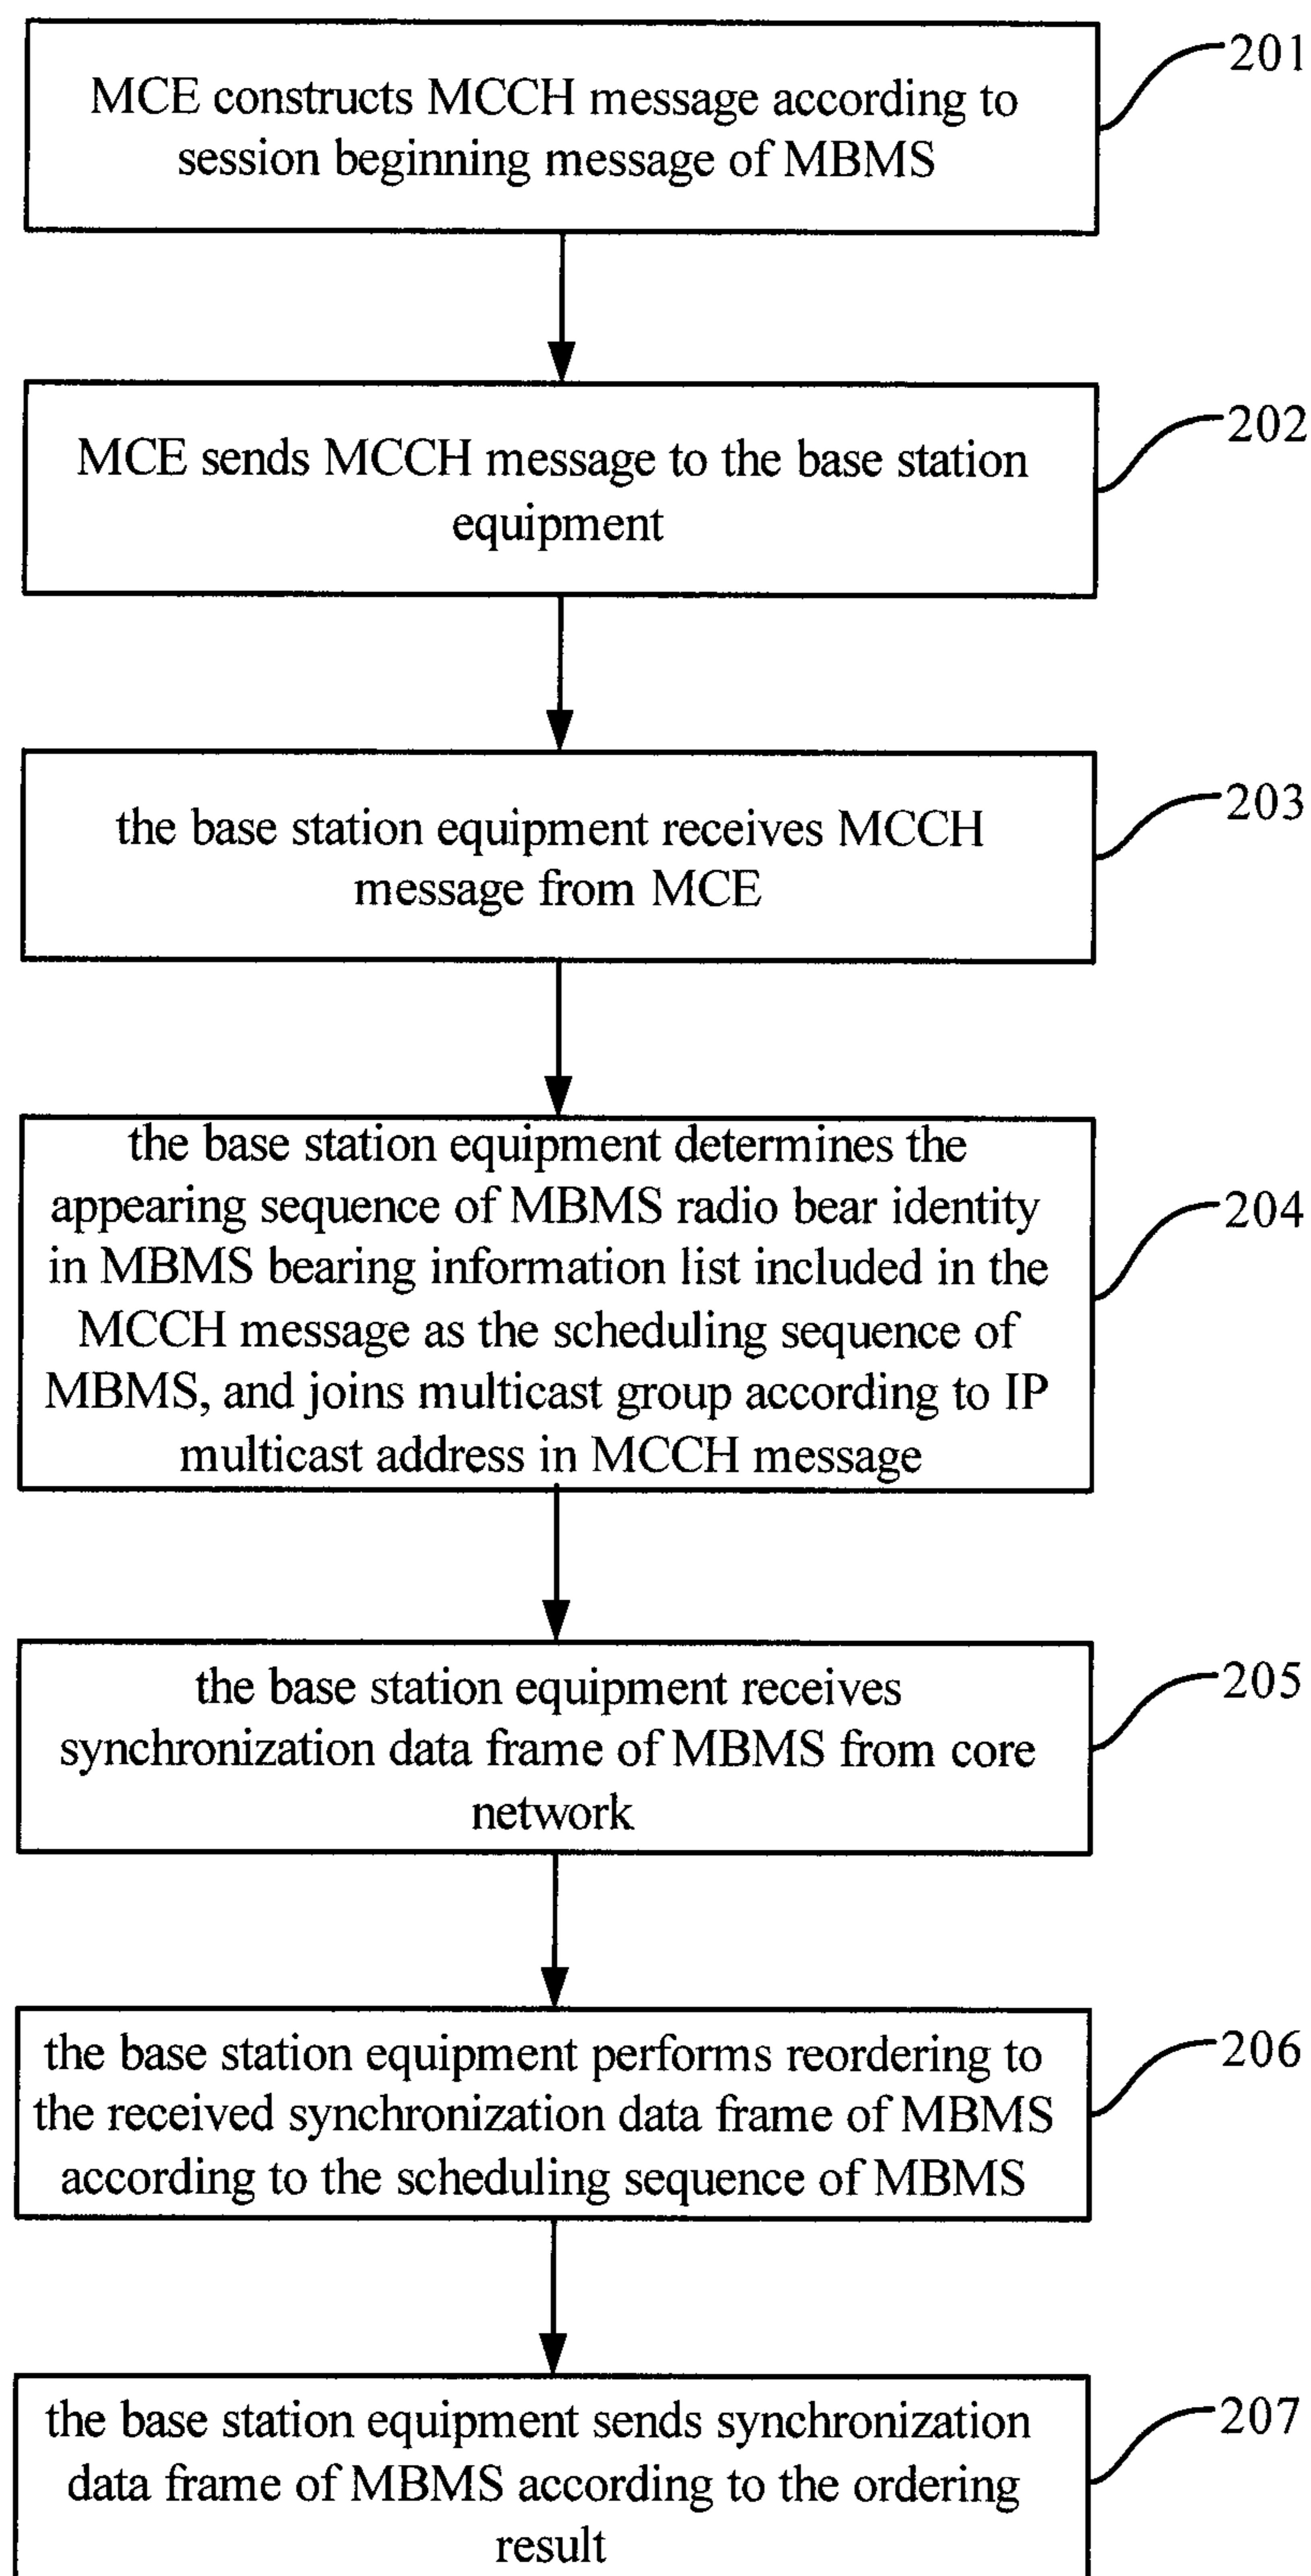 MCE constructs MCCH message according to
session beginning message of MBMS
201
MCE sends MCCH message to the base station
equipment
202
the base station equipment receives MCCH
message from MCE
203
the base station equipment determines the
appearing sequence of MBMS radio bear identity
in MBMS bearing information list included in the
MCCH message as the scheduling sequence of
MBMS, and joins multicast group according to IP
multicast address in MCCH message
204
the base station equipment receives
synchronization data frame of MBMS from core
network
205
the base station equipment performs reordering to
the received synchronization data frame of MBMS
according to the scheduling sequence of MBMS
206
the base station equipment sends synchronization
data frame of MBMS according to the ordering
result
207